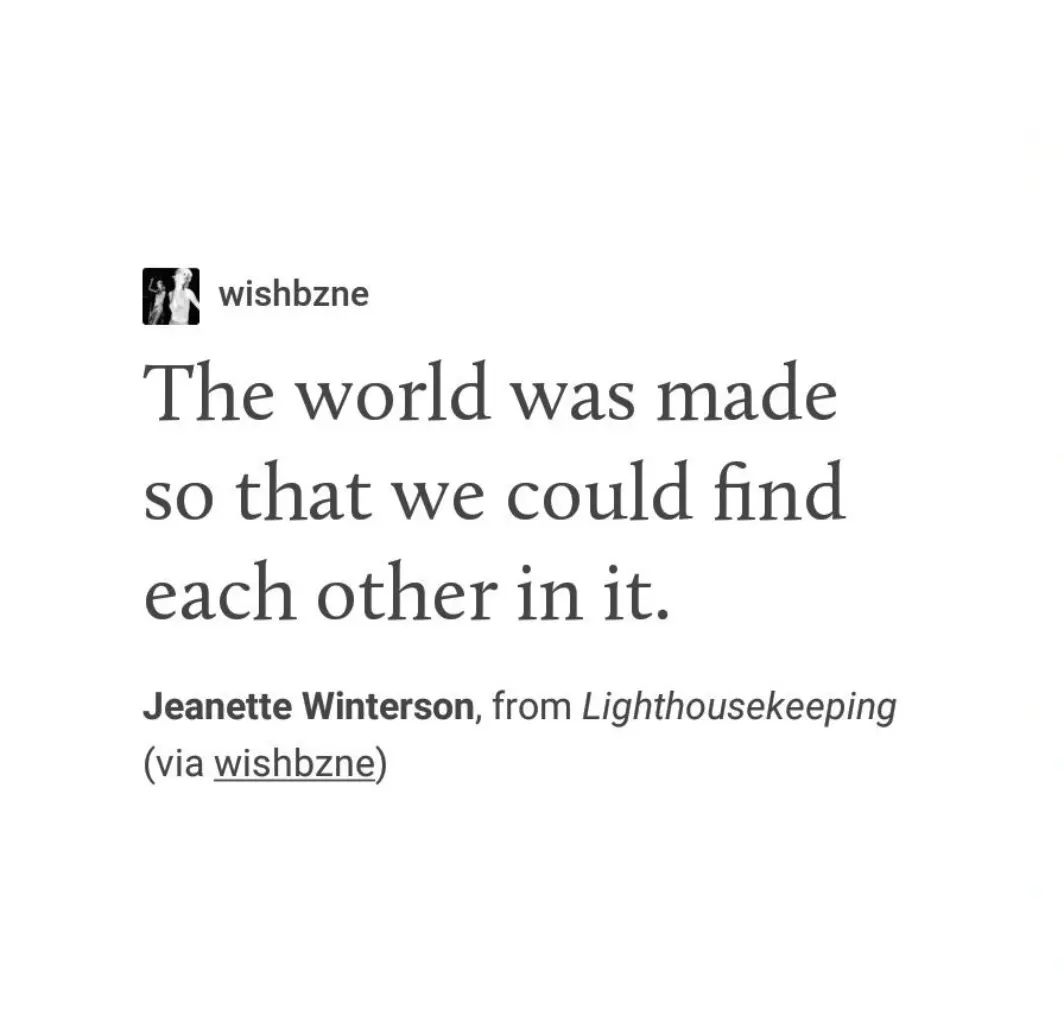 wishbzne
The world was made
so that we could find
each other in it.
Jeanette Winterson, from Lighthousekeeping
(via wishbzne)